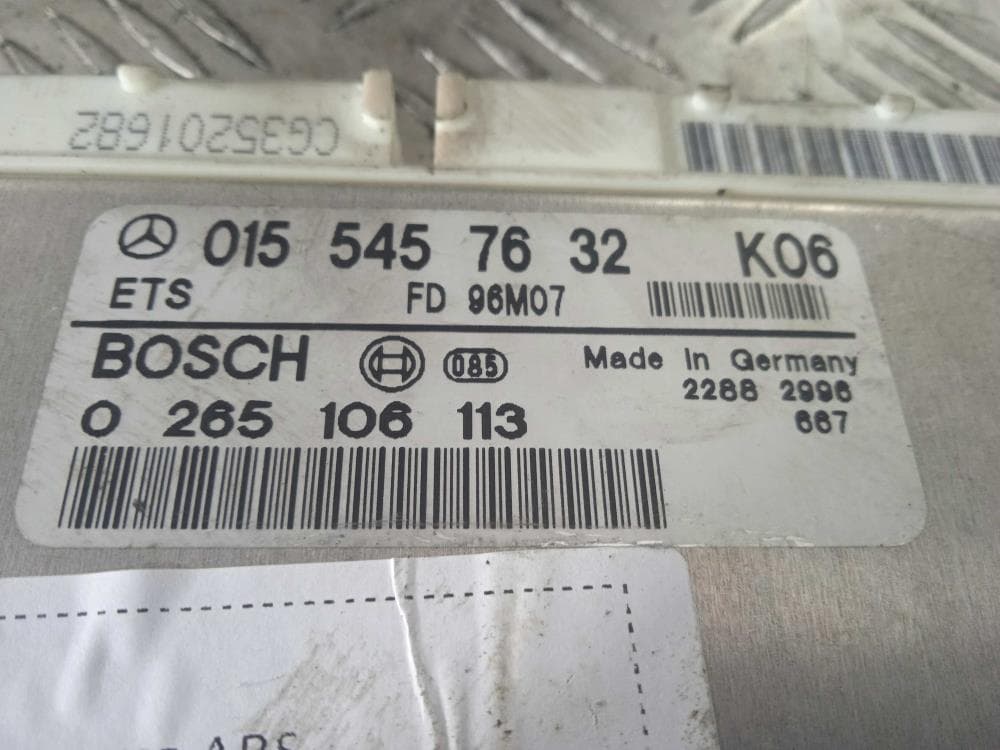 CG35201682
015 545 76 32 K06
ETS FD 96M07
BOSCH 085 Made In Germany
0 265 106 113 2288 2996
667
ABS